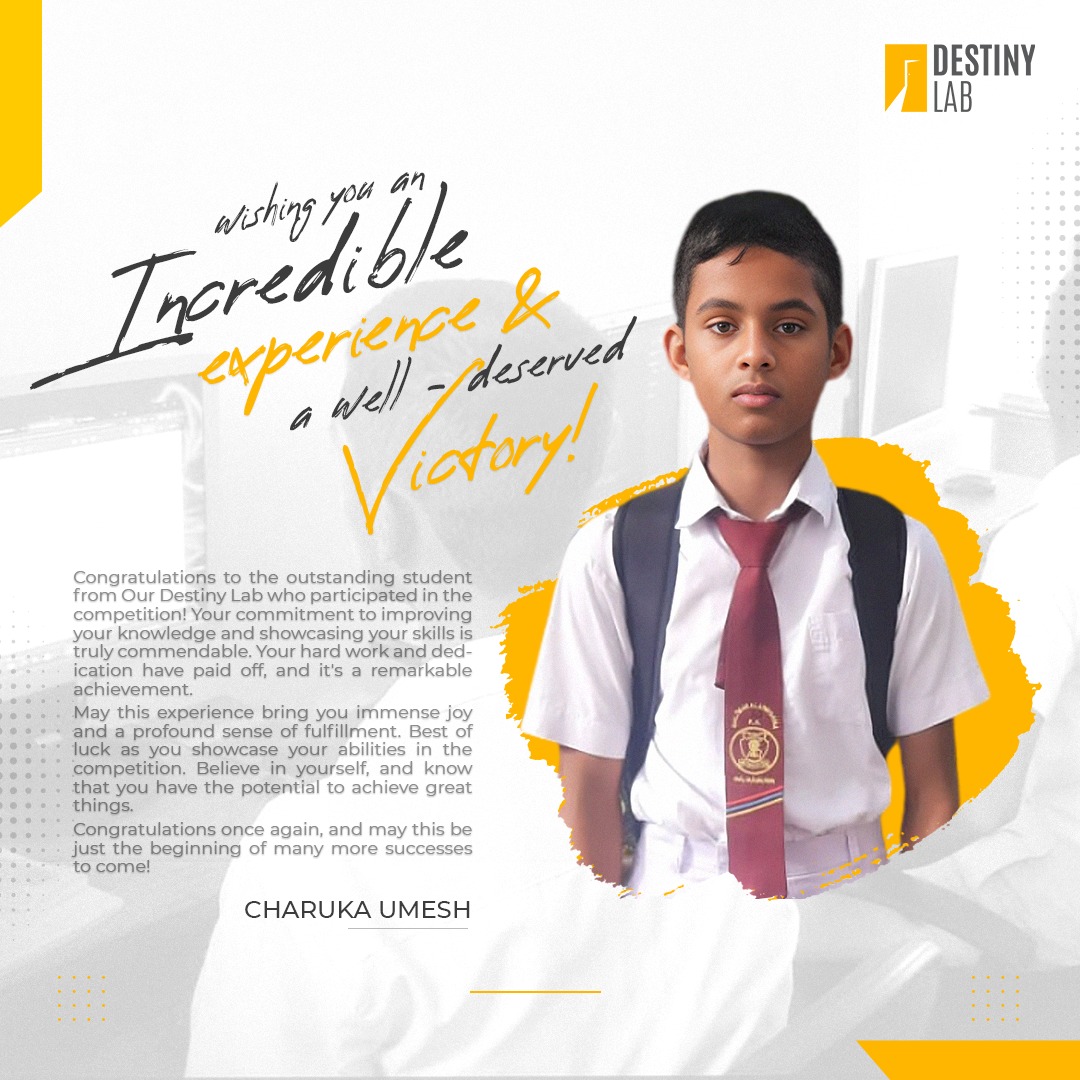 DESTINY
LAB
wishing you an
Incredible
experience &
a well - deserved
Victory!
Congratulations to the outstanding student
from Our Destiny Lab who participated in the
competition! Your commitment to improving
your knowledge and showcasing your skills is
truly commendable. Your hard work and ded-
ication have paid off, and it's a remarkable
achievement.
May this experience bring you immense joy
and a profound sense of fulfillment. Best of
luck as you showcase your abilities in the
competition. Believe in yourself, and know
that you have the potential to achieve great
things.
Congratulations once again, and may this be
just the beginning of many more successes
to come!
CHARUKA UMESH